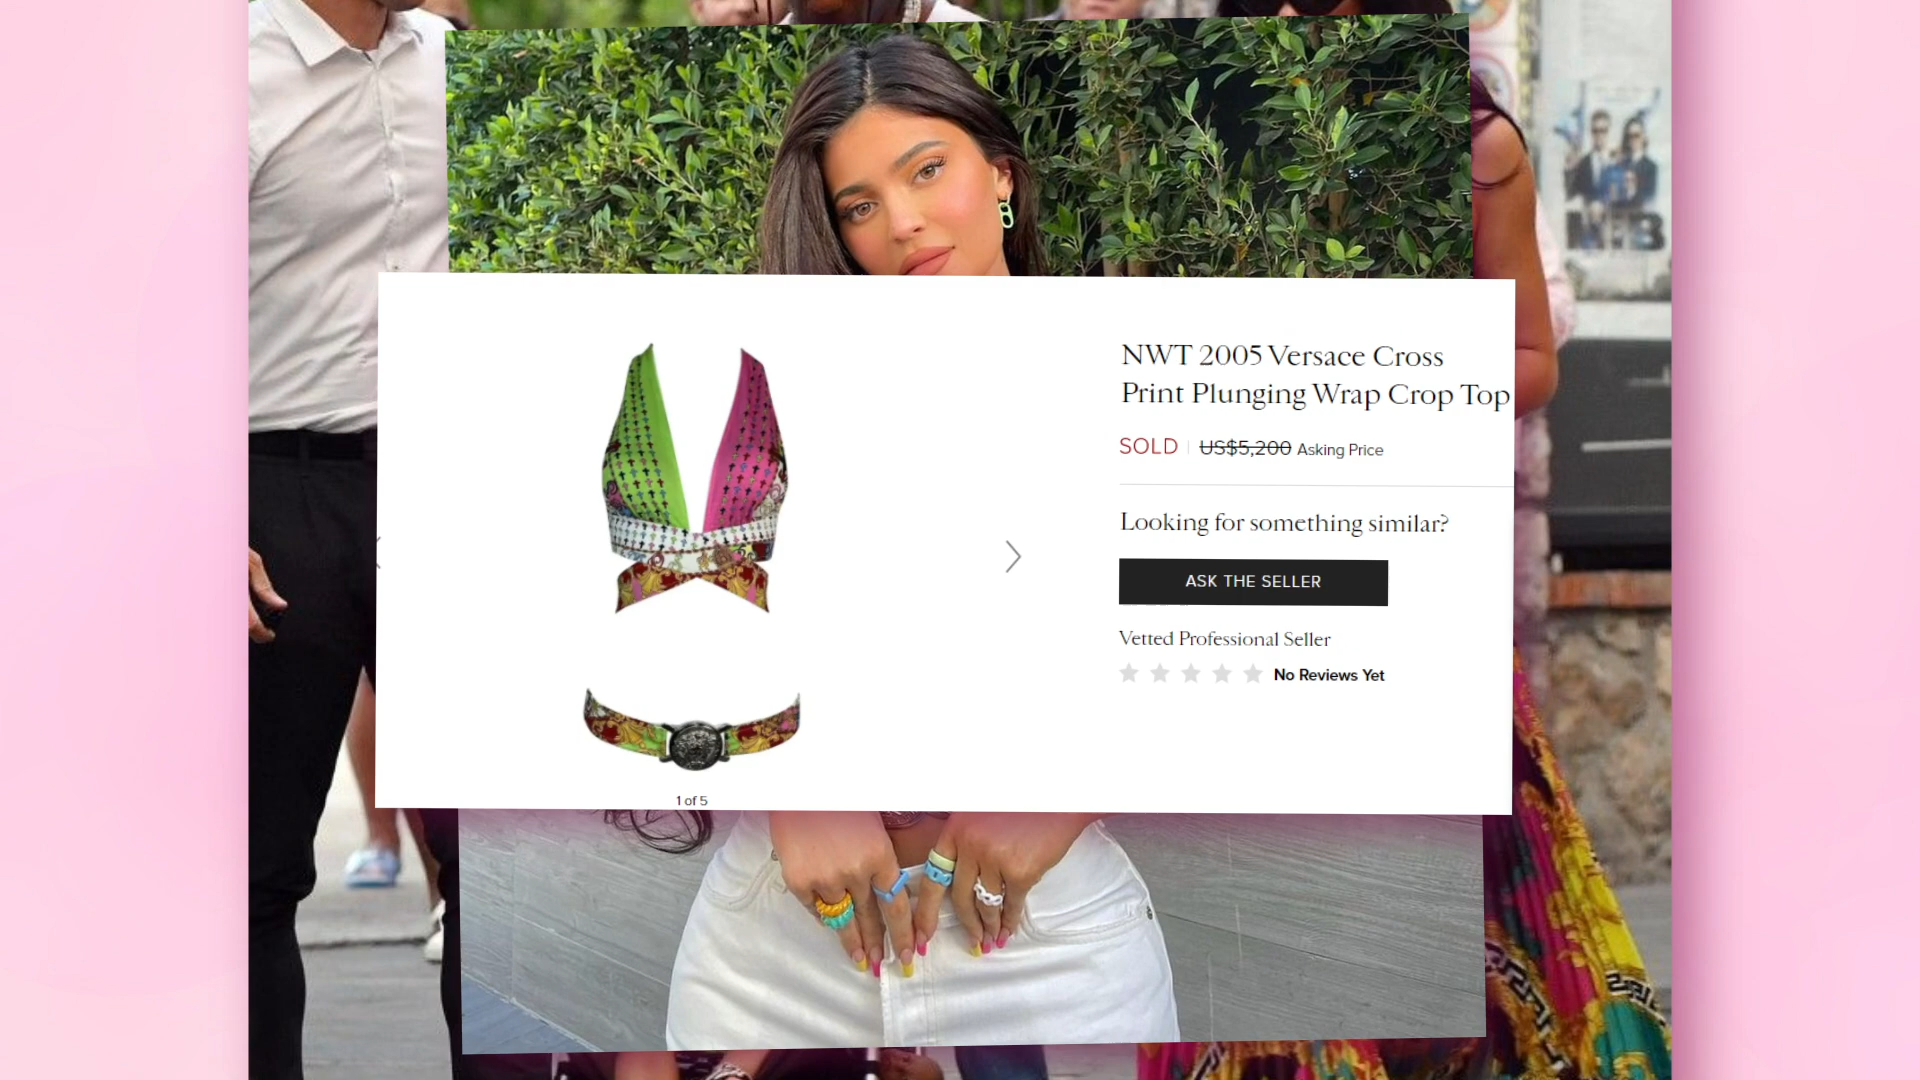 NWT 2005 Versace Cross
Print Plunging Wrap Crop Top
SOLD US$5,200 Asking Price
Looking for something similar?
ASK THE SELLER
Vetted Professional Seller
No Reviews Yet
1 of 5